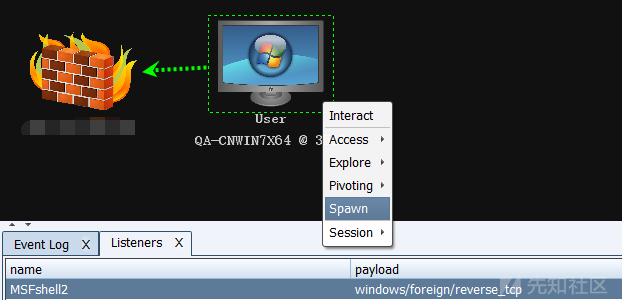 User
QA-CNWIN7X64 @ 3
Interact
Access
Explore
Pivoting
Spawn
Session
Event Log X
Listeners X
name payload
MSFshell2 windows/foreign/reverse_tcp
先知社区